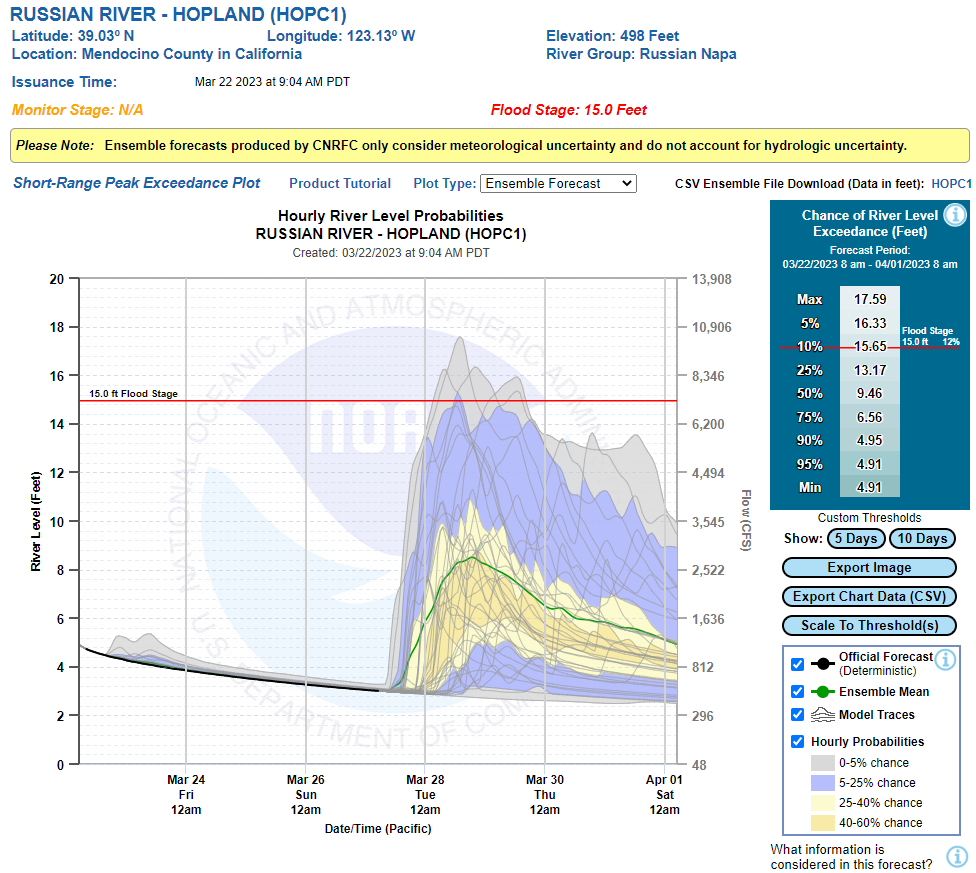 RUSSIAN RIVER - HOPLAND (HOPC1)
Latitude: 39.03º N Longitude: 123.13º W Elevation: 498 Feet
Location: Mendocino County in California River Group: Russian Napa
Issuance Time: Mar 22 2023 at 9:04 AM PDT
Monitor Stage: N/A Flood Stage: 15.0 Feet
Please Note: Ensemble forecasts produced by CNRFC only consider meteorological uncertainty and do not account for hydrologic uncertainty.
Short-Range Peak Exceedance Plot Product Tutorial Plot Type: Ensemble Forecast CSV Ensemble File Download (Data in feet): HOPC1
Hourly River Level Probabilities
RUSSIAN RIVER - HOPLAND (HOPC1)
Created: 03/22/2023 at 9:04 AM PDT
20 13,908
18 10,906
16 8,346
15.0 ft Flood Stage
14 6,200
12 4,494
10 3,545
8 2,522
6 1,636
4 812
2 296
0 48
River Level (Feet)
Flow (CFS)
NOAA
NATIONAL OCEANIC AND ATMOSPHERIC ADMIN
U.S. DEPARTMENT OF COM
Mar 24 Mar 26 Mar 28 Mar 30 Apr 01
Fri Sun Tue Thu Sat
12am 12am 12am 12am 12am
Date/Time (Pacific)
Chance of River Level
Exceedance (Feet)
Forecast Period:
03/22/2023 8 am - 04/01/2023 8 am
Max 17.59
5% 16.33
Flood Stage
10% 15.65 15.0 ft 12%
25% 13.17
50% 9.46
75% 6.56
90% 4.95
95% 4.91
Min 4.91
Custom Thresholds
Show: 5 Days 10 Days
Export Image
Export Chart Data (CSV)
Scale To Threshold(s)
Official Forecast
(Deterministic)
Ensemble Mean
Model Traces
Hourly Probabilities
0-5% chance
5-25% chance
25-40% chance
40-60% chance
What information is
considered in this forecast?